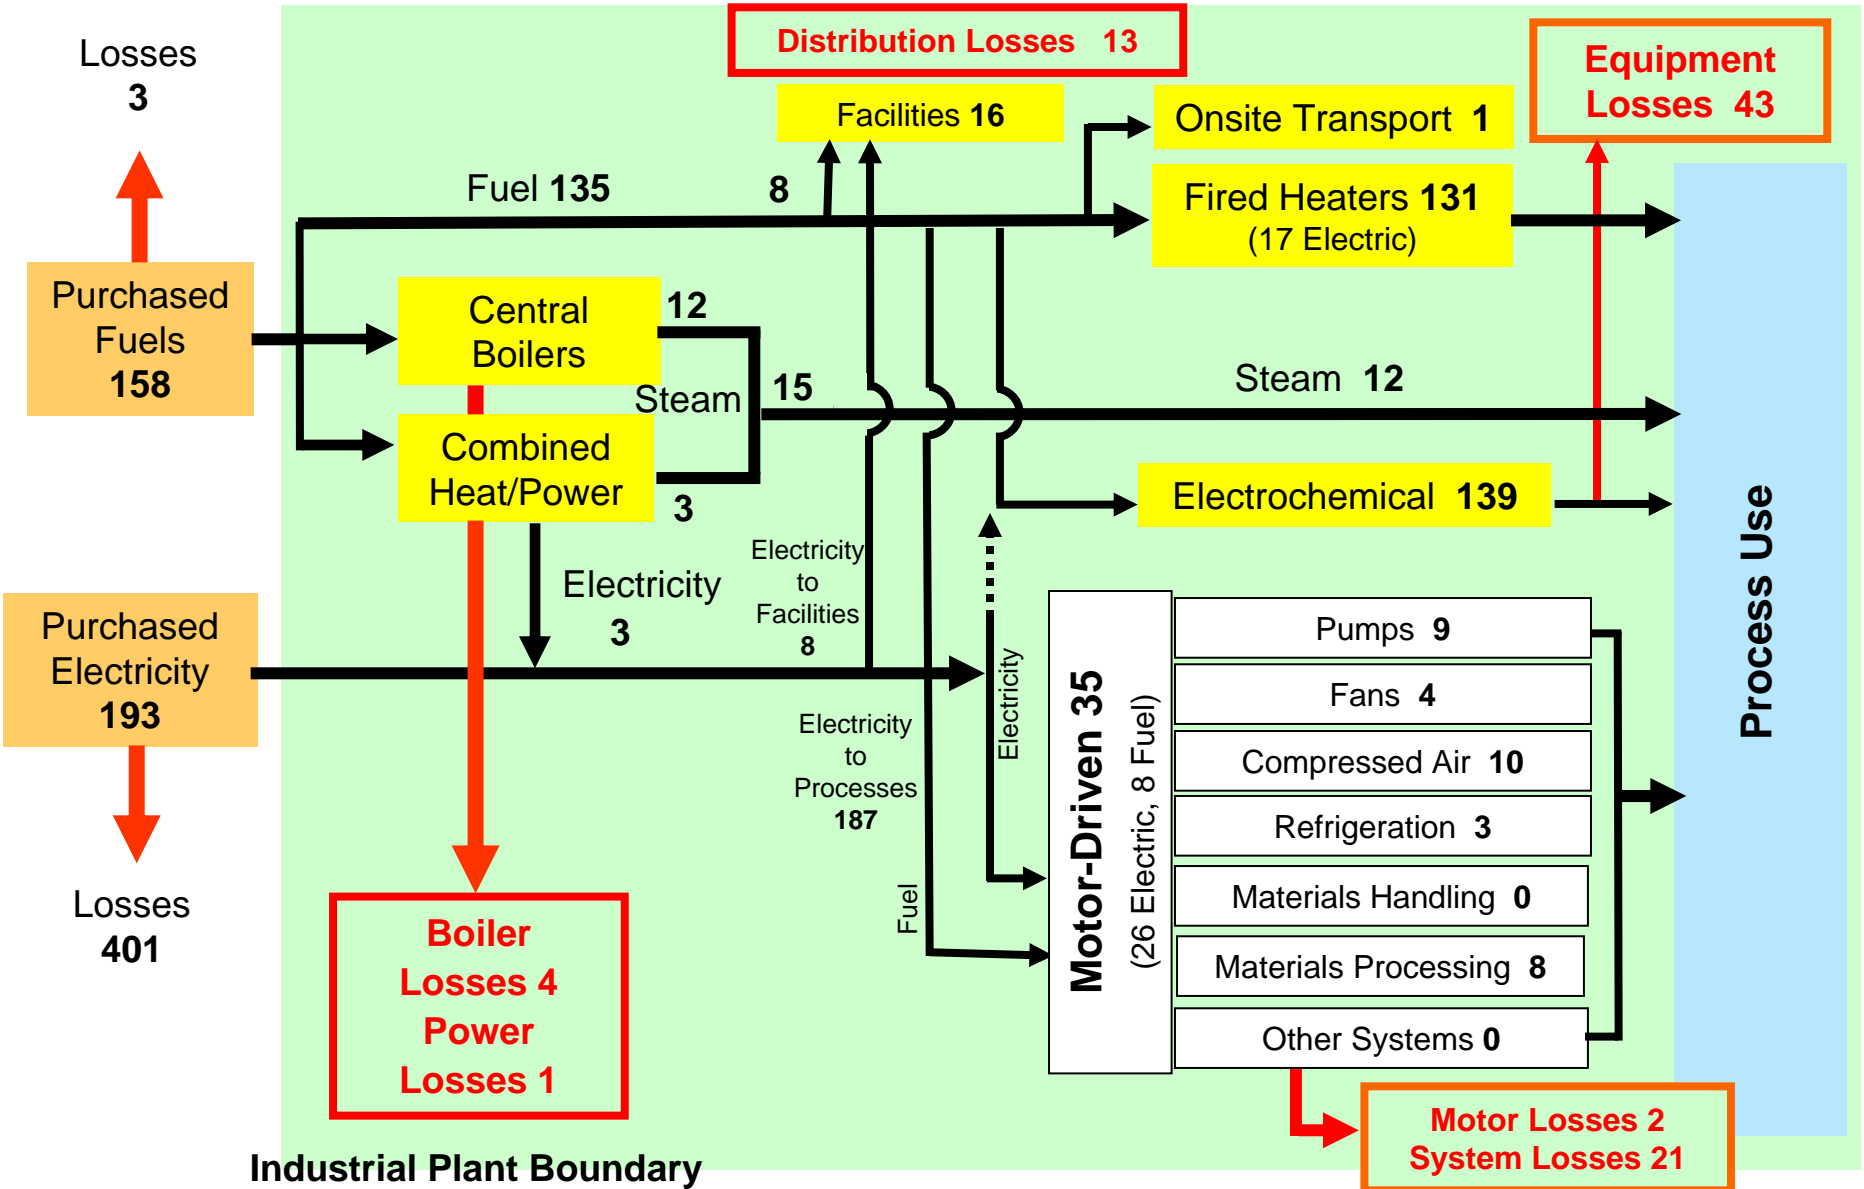 Losses
3
Distribution Losses 13
Equipment
Losses 43
Facilities 16
Onsite Transport 1
Fuel 135
8
Fired Heaters 131
(17 Electric)
Purchased
Fuels
158
Central
Boilers
12
Steam
15
Steam 12
Combined
Heat/Power
3
Electrochemical 139
Electricity
3
Electricity
to
Facilities
8
Purchased
Electricity
193
Electricity
to
Processes
187
Electricity
Fuel
Motor-Driven 35
(26 Electric, 8 Fuel)
Pumps 9
Fans 4
Compressed Air 10
Refrigeration 3
Materials Handling 0
Materials Processing 8
Other Systems 0
Process Use
Losses
401
Boiler
Losses 4
Power
Losses 1
Motor Losses 2
System Losses 21
Industrial Plant Boundary